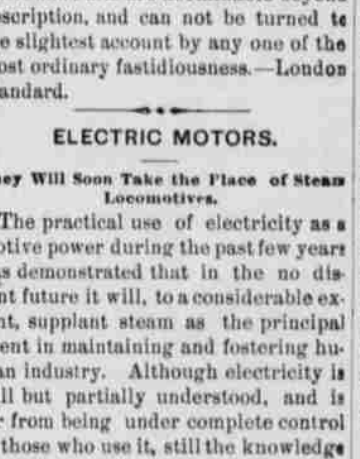 scription, and can not be turned to
e slightest account by any one of the
ost ordinary fastidiousness.—London
andard.
ELECTRIC MOTORS.
ey Will Soon Take the Place of Steam
Locomotives.
The practical use of electricity as a
otive power during the past few years
s demonstrated that in the no dis-
nt future it will, to a considerable ex-
nt, supplant steam as the principal
ent in maintaining and fostering hu-
an industry. Although electricity is
ll but partially understood, and is
r from being under complete control
those who use it, still the knowledge